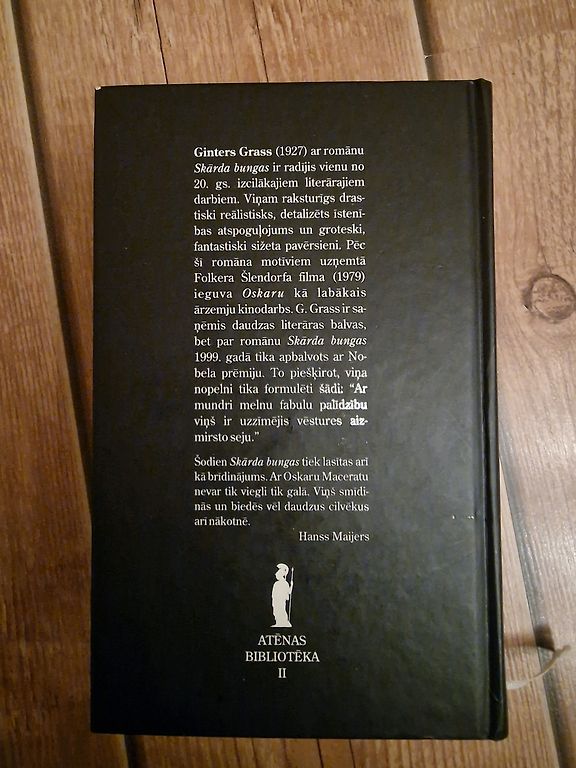 Ginters Grass (1927) ar romānu
Skārda bungas ir radījis vienu no
20. gs. izcilākajiem literārajiem
darbiem. Viņam raksturīgs dras-
tiski reālistisks, detalizēts īstenī-
bas atspoguļojums un groteski,
fantastiski sižeta pavērsieni. Pēc
šī romāna motīviem uzņemtā
Folkera Šlendorfa filma (1979)
ieguva Oskaru kā labākais
ārzemju kinodarbs. G. Grass ir sa-
ņēmis daudzas literāras balvas,
bet par romānu Skārda bungas
1999. gadā tika apbalvots ar No-
bela prēmiju. To piešķirot, viņa
nopelni tika formulēti šādi: “Ar
mundri melnu fabulu palīdzību
viņš ir uzzīmējis vēstures aiz-
mirsto seju.”
Šodien Skārda bungas tiek lasītas arī
kā brīdinājums. Ar Oskaru Maceratu
nevar tik viegli tik galā. Viņš smīdi-
nās un biedēs vēl daudzus cilvēkus
arī nākotnē.
Hanss Maijers
ATĒNAS
BIBLIOTĒKA
II